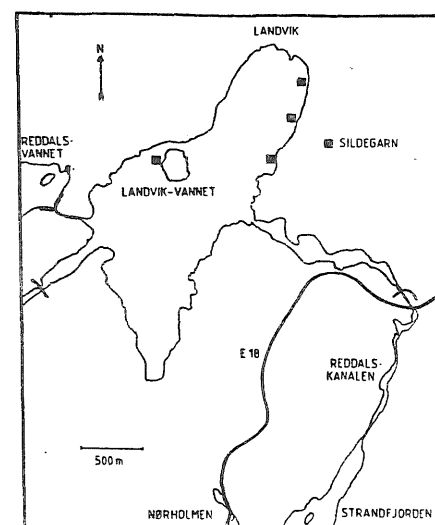 LANDVIK
N
REDDALS-
VANNET
SILDEGARN
LANDVIK-VANNET
E 18
REDDALS-
KANALEN
500 m
NØRHOLMEN
STRANDFJORDEN